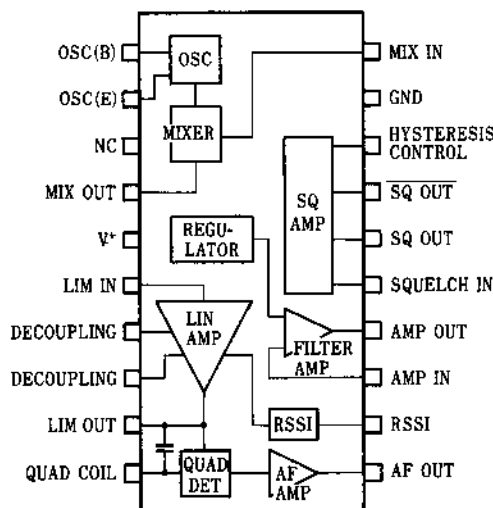 OSC(B)
OSC(E)
NC
MIX OUT
V+
LIM IN
DECOUPLING
DECOUPLING
LIM OUT
QUAD COIL
OSC
MIXER
REGU-
LATOR
LIN
AMP
QUAD
DET
SQ
AMP
FILTER
AMP
RSSI
AF
AMP
MIX IN
GND
HYSTERESIS
CONTROL
SQ OUT
SQ OUT
SQUELCH IN
AMP OUT
AMP IN
RSSI
AF OUT